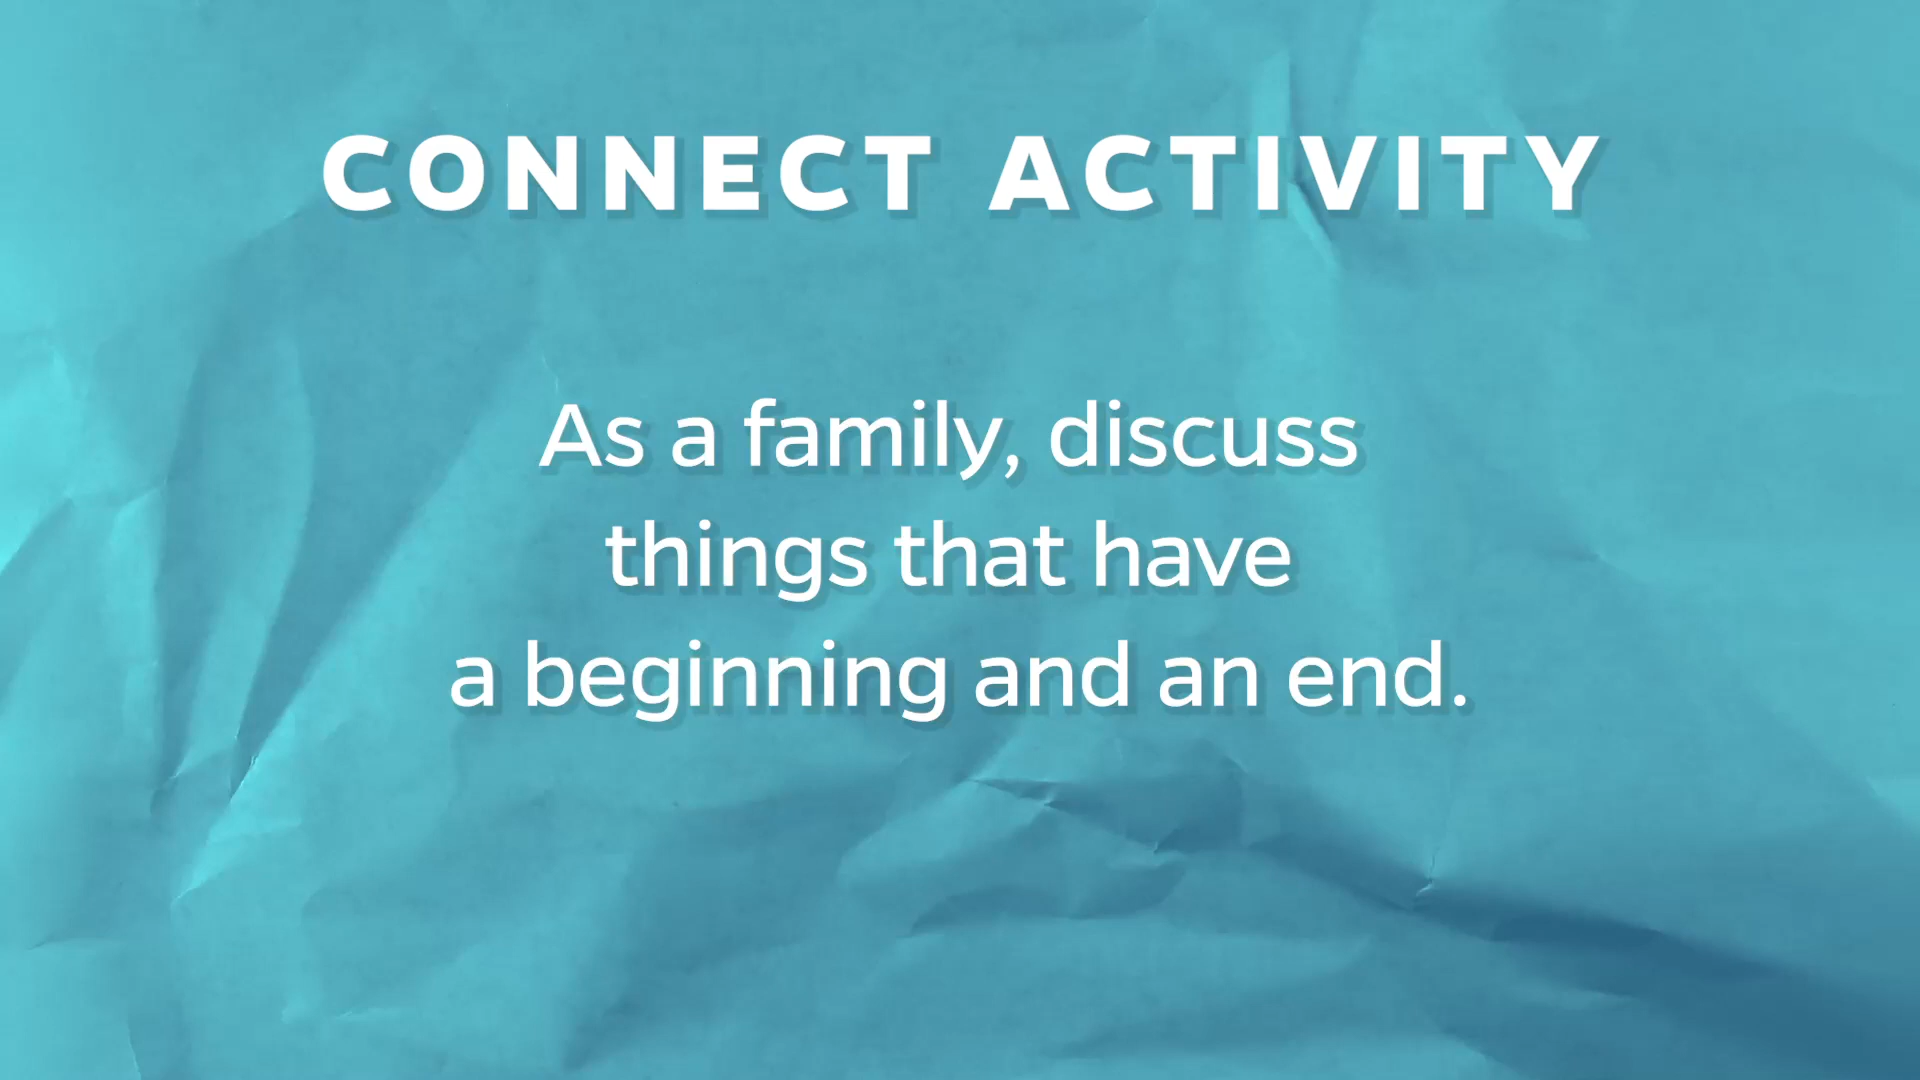 CONNECT ACTIVITY
As a family, discuss
things that have
a beginning and an end.